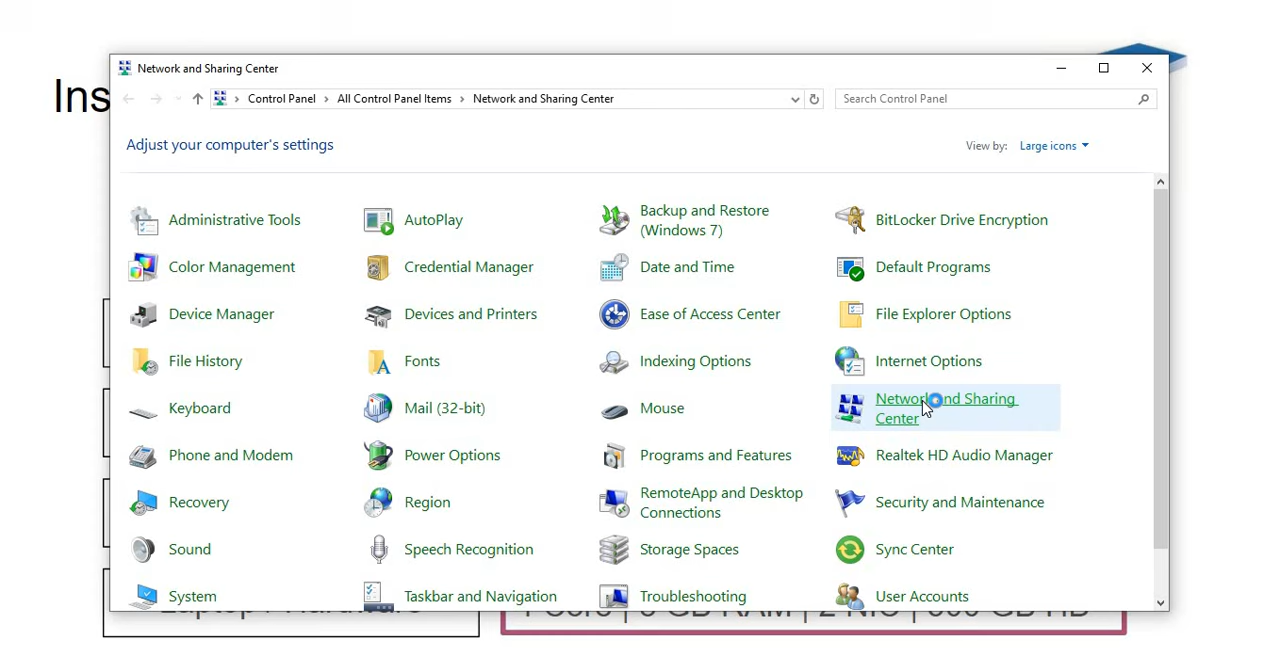 Ins
Network and Sharing Center
Control Panel > All Control Panel Items > Network and Sharing Center
Search Control Panel
Adjust your computer's settings
View by: Large icons
Administrative Tools
AutoPlay
Backup and Restore
(Windows 7)
BitLocker Drive Encryption
Color Management
Credential Manager
Date and Time
Default Programs
Device Manager
Devices and Printers
Ease of Access Center
File Explorer Options
File History
Fonts
Indexing Options
Internet Options
Keyboard
Mail (32-bit)
Mouse
Network and Sharing
Center
Phone and Modem
Power Options
Programs and Features
Realtek HD Audio Manager
Recovery
Region
RemoteApp and Desktop
Connections
Security and Maintenance
Sound
Speech Recognition
Storage Spaces
Sync Center
System
Taskbar and Navigation
Troubleshooting
User Accounts